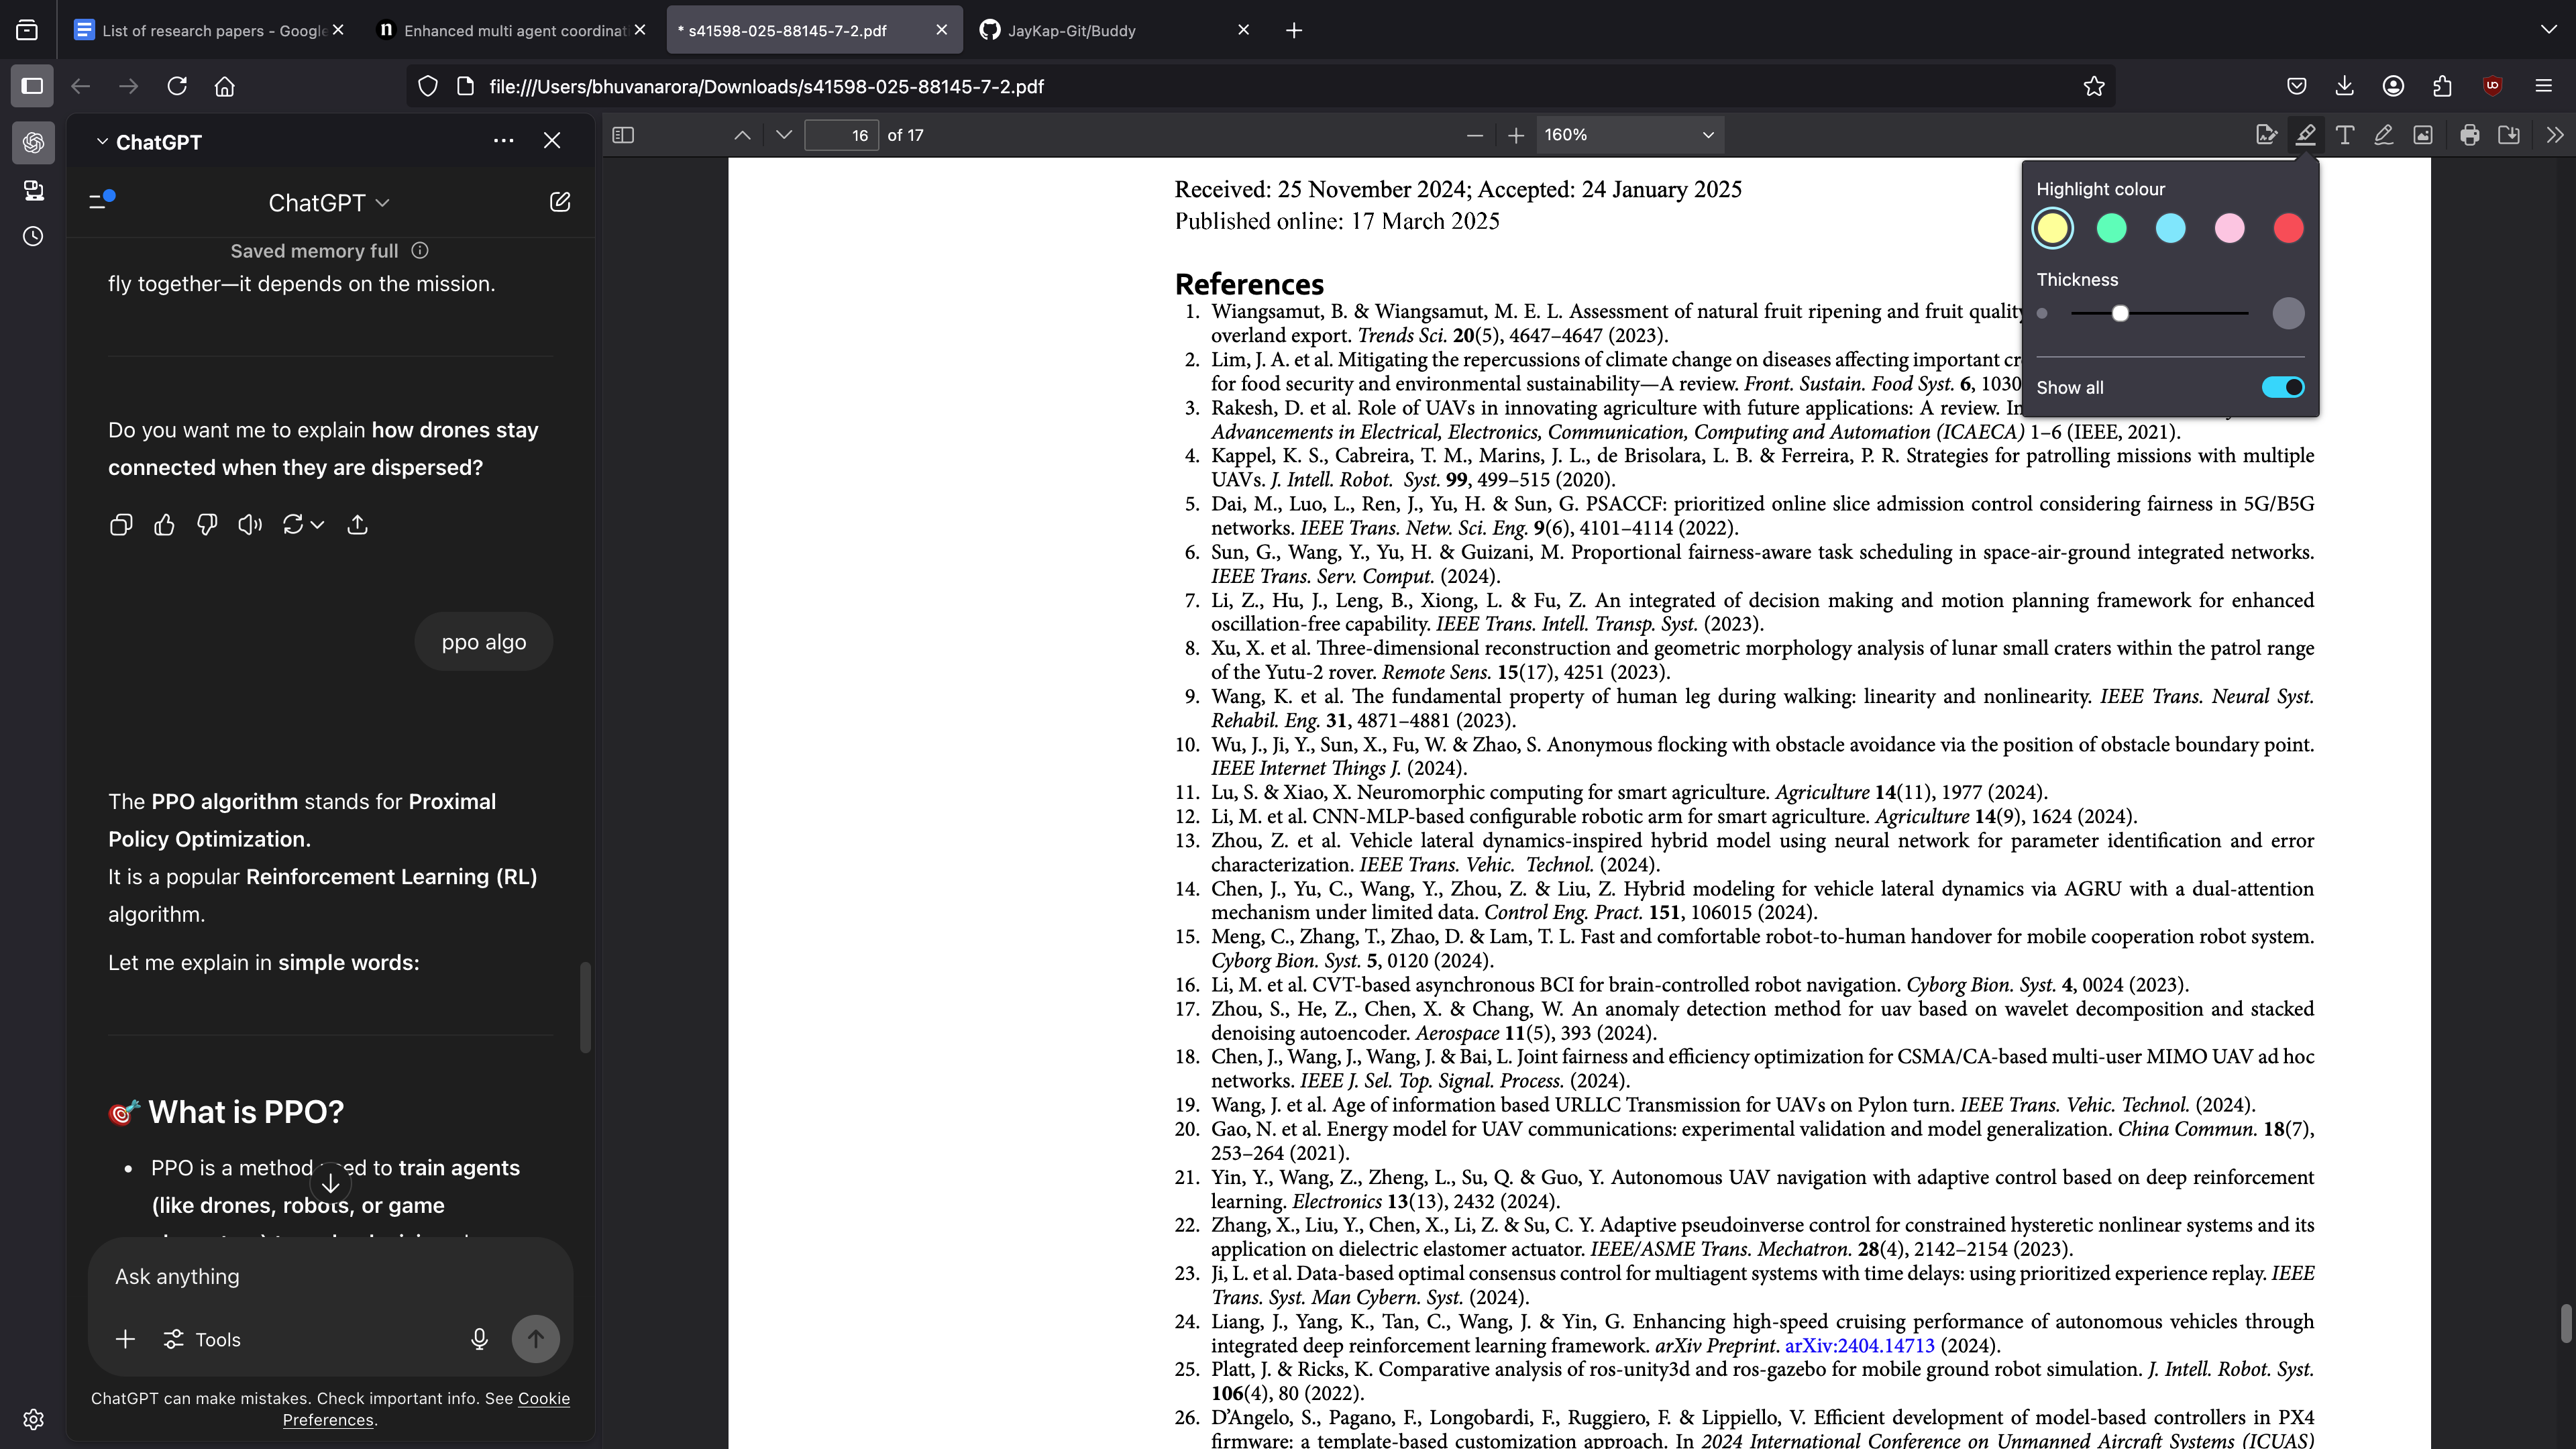 List of research papers - Google
Enhanced multi agent coordinat
* s41598-025-88145-7-2.pdf
JayKap-Git/Buddy
file:///Users/bhuvanarora/Downloads/s41598-025-88145-7-2.pdf
ChatGPT
16 of 17
160%
ChatGPT
Saved memory full
fly together—it depends on the mission.
Do you want me to explain how drones stay
connected when they are dispersed?
ppo algo
The PPO algorithm stands for Proximal
Policy Optimization.
It is a popular Reinforcement Learning (RL)
algorithm.
Let me explain in simple words:
🎯 What is PPO?
• PPO is a method used to train agents
(like drones, robots, or game
Ask anything
Tools
ChatGPT can make mistakes. Check important info. See Cookie
Preferences.
Highlight colour
Thickness
Show all
Received: 25 November 2024; Accepted: 24 January 2025
Published online: 17 March 2025
References
1. Wiangsamut, B. & Wiangsamut, M. E. L. Assessment of natural fruit ripening and fruit quality
overland export. Trends Sci. 20(5), 4647–4647 (2023).
2. Lim, J. A. et al. Mitigating the repercussions of climate change on diseases affecting important cr
for food security and environmental sustainability—A review. Front. Sustain. Food Syst. 6, 1030
3. Rakesh, D. et al. Role of UAVs in innovating agriculture with future applications: A review. In
Advancements in Electrical, Electronics, Communication, Computing and Automation (ICAECA) 1–6 (IEEE, 2021).
4. Kappel, K. S., Cabreira, T. M., Marins, J. L., de Brisolara, L. B. & Ferreira, P. R. Strategies for patrolling missions with multiple
UAVs. J. Intell. Robot. Syst. 99, 499–515 (2020).
5. Dai, M., Luo, L., Ren, J., Yu, H. & Sun, G. PSACCF: prioritized online slice admission control considering fairness in 5G/B5G
networks. IEEE Trans. Netw. Sci. Eng. 9(6), 4101–4114 (2022).
6. Sun, G., Wang, Y., Yu, H. & Guizani, M. Proportional fairness-aware task scheduling in space-air-ground integrated networks.
IEEE Trans. Serv. Comput. (2024).
7. Li, Z., Hu, J., Leng, B., Xiong, L. & Fu, Z. An integrated of decision making and motion planning framework for enhanced
oscillation-free capability. IEEE Trans. Intell. Transp. Syst. (2023).
8. Xu, X. et al. Three-dimensional reconstruction and geometric morphology analysis of lunar small craters within the patrol range
of the Yutu-2 rover. Remote Sens. 15(17), 4251 (2023).
9. Wang, K. et al. The fundamental property of human leg during walking: linearity and nonlinearity. IEEE Trans. Neural Syst.
Rehabil. Eng. 31, 4871–4881 (2023).
10. Wu, J., Ji, Y., Sun, X., Fu, W. & Zhao, S. Anonymous flocking with obstacle avoidance via the position of obstacle boundary point.
IEEE Internet Things J. (2024).
11. Lu, S. & Xiao, X. Neuromorphic computing for smart agriculture. Agriculture 14(11), 1977 (2024).
12. Li, M. et al. CNN-MLP-based configurable robotic arm for smart agriculture. Agriculture 14(9), 1624 (2024).
13. Zhou, Z. et al. Vehicle lateral dynamics-inspired hybrid model using neural network for parameter identification and error
characterization. IEEE Trans. Vehic. Technol. (2024).
14. Chen, J., Yu, C., Wang, Y., Zhou, Z. & Liu, Z. Hybrid modeling for vehicle lateral dynamics via AGRU with a dual-attention
mechanism under limited data. Control Eng. Pract. 151, 106015 (2024).
15. Meng, C., Zhang, T., Zhao, D. & Lam, T. L. Fast and comfortable robot-to-human handover for mobile cooperation robot system.
Cyborg Bion. Syst. 5, 0120 (2024).
16. Li, M. et al. CVT-based asynchronous BCI for brain-controlled robot navigation. Cyborg Bion. Syst. 4, 0024 (2023).
17. Zhou, S., He, Z., Chen, X. & Chang, W. An anomaly detection method for uav based on wavelet decomposition and stacked
denoising autoencoder. Aerospace 11(5), 393 (2024).
18. Chen, J., Wang, J., Wang, J. & Bai, L. Joint fairness and efficiency optimization for CSMA/CA-based multi-user MIMO UAV ad hoc
networks. IEEE J. Sel. Top. Signal. Process. (2024).
19. Wang, J. et al. Age of information based URLLC Transmission for UAVs on Pylon turn. IEEE Trans. Vehic. Technol. (2024).
20. Gao, N. et al. Energy model for UAV communications: experimental validation and model generalization. China Commun. 18(7),
253–264 (2021).
21. Yin, Y., Wang, Z., Zheng, L., Su, Q. & Guo, Y. Autonomous UAV navigation with adaptive control based on deep reinforcement
learning. Electronics 13(13), 2432 (2024).
22. Zhang, X., Liu, Y., Chen, X., Li, Z. & Su, C. Y. Adaptive pseudoinverse control for constrained hysteretic nonlinear systems and its
application on dielectric elastomer actuator. IEEE/ASME Trans. Mechatron. 28(4), 2142–2154 (2023).
23. Ji, L. et al. Data-based optimal consensus control for multiagent systems with time delays: using prioritized experience replay. IEEE
Trans. Syst. Man Cybern. Syst. (2024).
24. Liang, J., Yang, K., Tan, C., Wang, J. & Yin, G. Enhancing high-speed cruising performance of autonomous vehicles through
integrated deep reinforcement learning framework. arXiv Preprint. arXiv:2404.14713 (2024).
25. Platt, J. & Ricks, K. Comparative analysis of ros-unity3d and ros-gazebo for mobile ground robot simulation. J. Intell. Robot. Syst.
106(4), 80 (2022).
26. D’Angelo, S., Pagano, F., Longobardi, F., Ruggiero, F. & Lippiello, V. Efficient development of model-based controllers in PX4
firmware: a template-based customization approach. In 2024 International Conference on Unmanned Aircraft Systems (ICUAS)